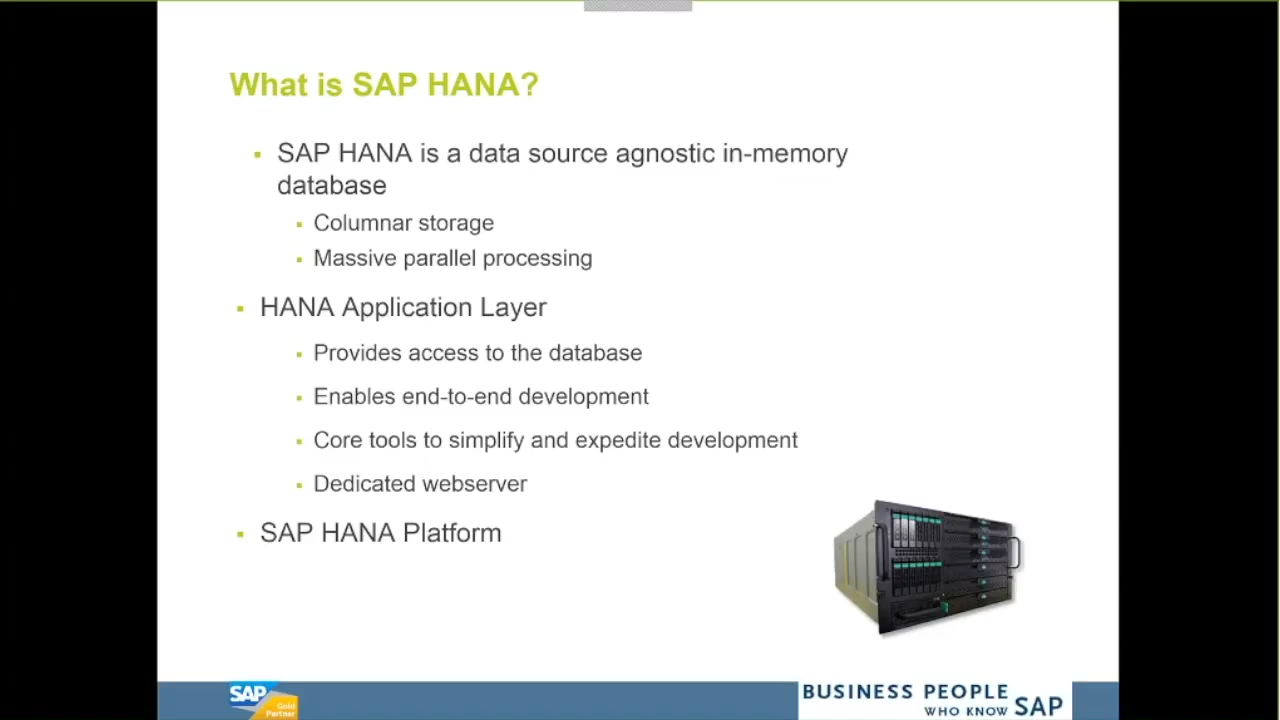 What is SAP HANA?
SAP HANA is a data source agnostic in-memory
database
Columnar storage
Massive parallel processing
HANA Application Layer
Provides access to the database
Enables end-to-end development
Core tools to simplify and expedite development
Dedicated webserver
SAP HANA Platform
SAP
Gold
Partner
BUSINESS PEOPLE
WHO KNOW SAP